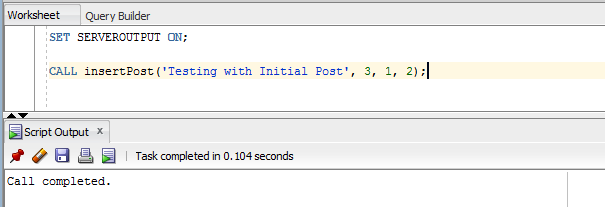 Worksheet Query Builder
SET SERVEROUTPUT ON;
CALL insertPost('Testing with Initial Post', 3, 1, 2);
Script Output x
Task completed in 0.104 seconds
Call completed.